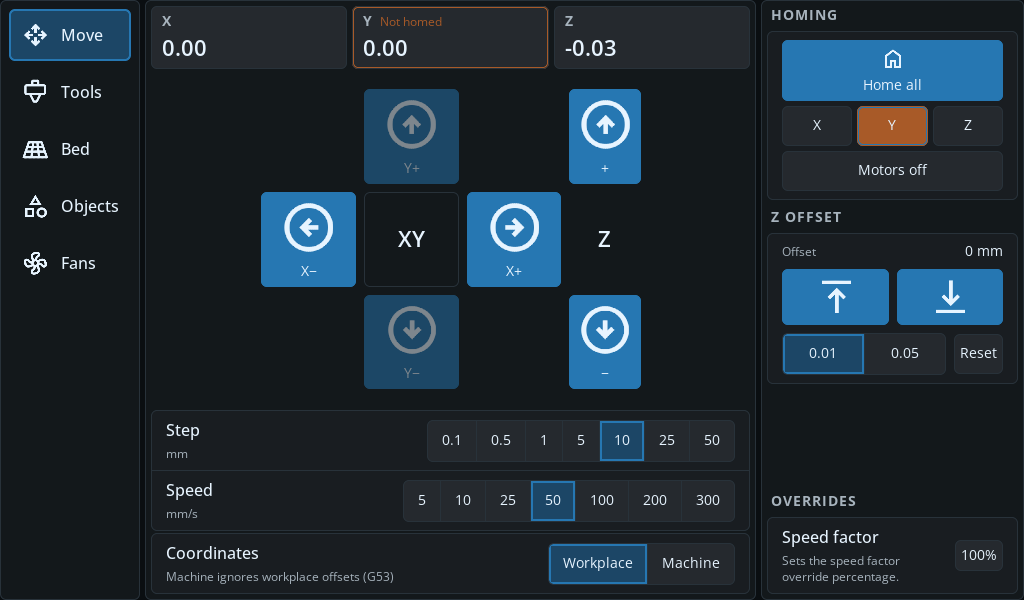 Move
Tools
Bed
Objects
Fans
X
0.00
Y Not homed
0.00
Z
-0.03
Y+
+
X−
XY
X+
Z
Y−
−
Step
mm
0.1 0.5 1 5 10 25 50
Speed
mm/s
5 10 25 50 100 200 300
Coordinates
Machine ignores workplace offsets (G53)
Workplace Machine
HOMING
Home all
X Y Z
Motors off
Z OFFSET
Offset 0 mm
0.01 0.05 Reset
OVERRIDES
Speed factor
Sets the speed factor
override percentage.
100%